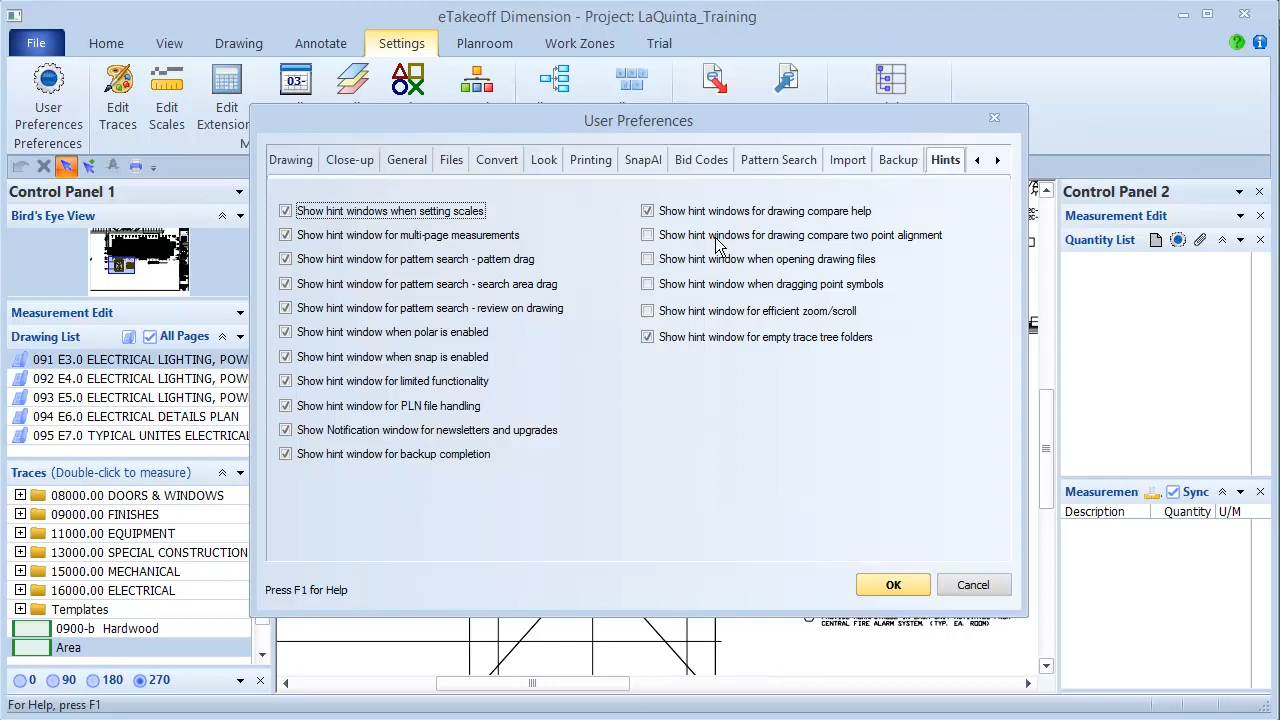 eTakeoff Dimension - Project: LaQuinta_Training
File Home View Drawing Annotate Settings Planroom Work Zones Trial
03-
User Preferences
Edit Traces
Edit Scales
Edit Extension
Preferences
User Preferences
Drawing Close-up General Files Convert Look Printing SnapAI Bid Codes Pattern Search Import Backup Hints
Show hint windows when setting scales
Show hint window for multi-page measurements
Show hint window for pattern search - pattern drag
Show hint window for pattern search - search area drag
Show hint window for pattern search - review on drawing
Show hint window when polar is enabled
Show hint window when snap is enabled
Show hint window for limited functionality
Show hint window for PLN file handling
Show Notification window for newsletters and upgrades
Show hint window for backup completion
Show hint windows for drawing compare help
Show hint windows for drawing compare two point alignment
Show hint window when opening drawing files
Show hint window when dragging point symbols
Show hint window for efficient zoom/scroll
Show hint window for empty trace tree folders
Press F1 for Help
OK
Cancel
Control Panel 1
Bird's Eye View
Measurement Edit
Drawing List All Pages
091 E3.0 ELECTRICAL LIGHTING, POW
092 E4.0 ELECTRICAL LIGHTING, POW
093 E5.0 ELECTRICAL LIGHTING, POW
094 E6.0 ELECTRICAL DETAILS PLAN
095 E7.0 TYPICAL UNITES ELECTRICAL
Traces (Double-click to measure)
08000.00 DOORS & WINDOWS
09000.00 FINISHES
11000.00 EQUIPMENT
13000.00 SPECIAL CONSTRUCTION
15000.00 MECHANICAL
16000.00 ELECTRICAL
Templates
0900-b Hardwood
Area
0 90 180 270
For Help, press F1
Control Panel 2
Measurement Edit
Quantity List
Measuremen Sync
Description Quantity U/M
CENTRAL FIRE ALARM SYSTEM. (TYP. EA. ROOM)